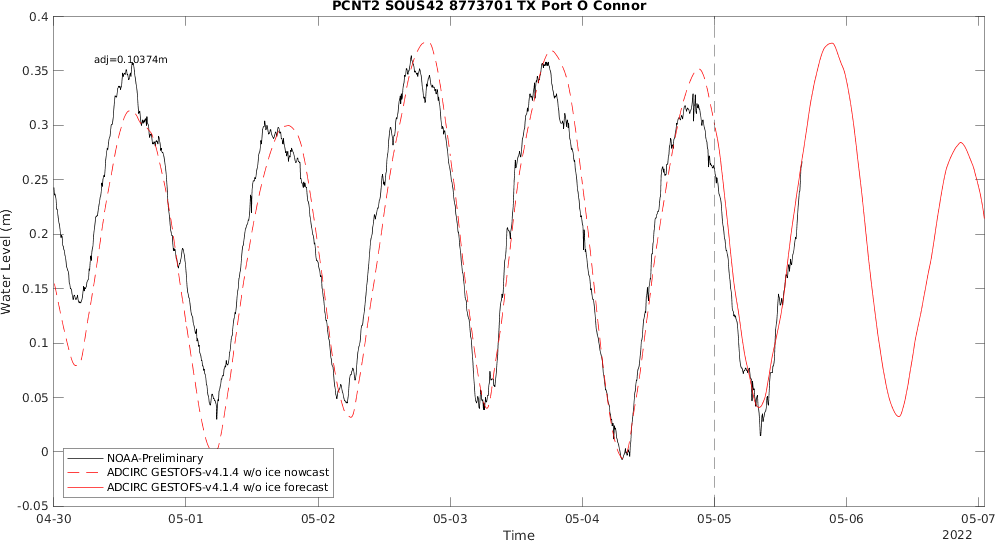 PCNT2 SOUS42 8773701 TX Port O Connor
0.4
adj=0.10374m
0.35
0.3
0.25
0.2
0.15
0.1
0.05
0
-0.05
Water Level (m)
NOAA-Preliminary
ADCIRC GESTOFS-v4.1.4 w/o ice nowcast
ADCIRC GESTOFS-v4.1.4 w/o ice forecast
04-30 05-01 05-02 05-03 05-04 05-05 05-06 05-07
Time
2022